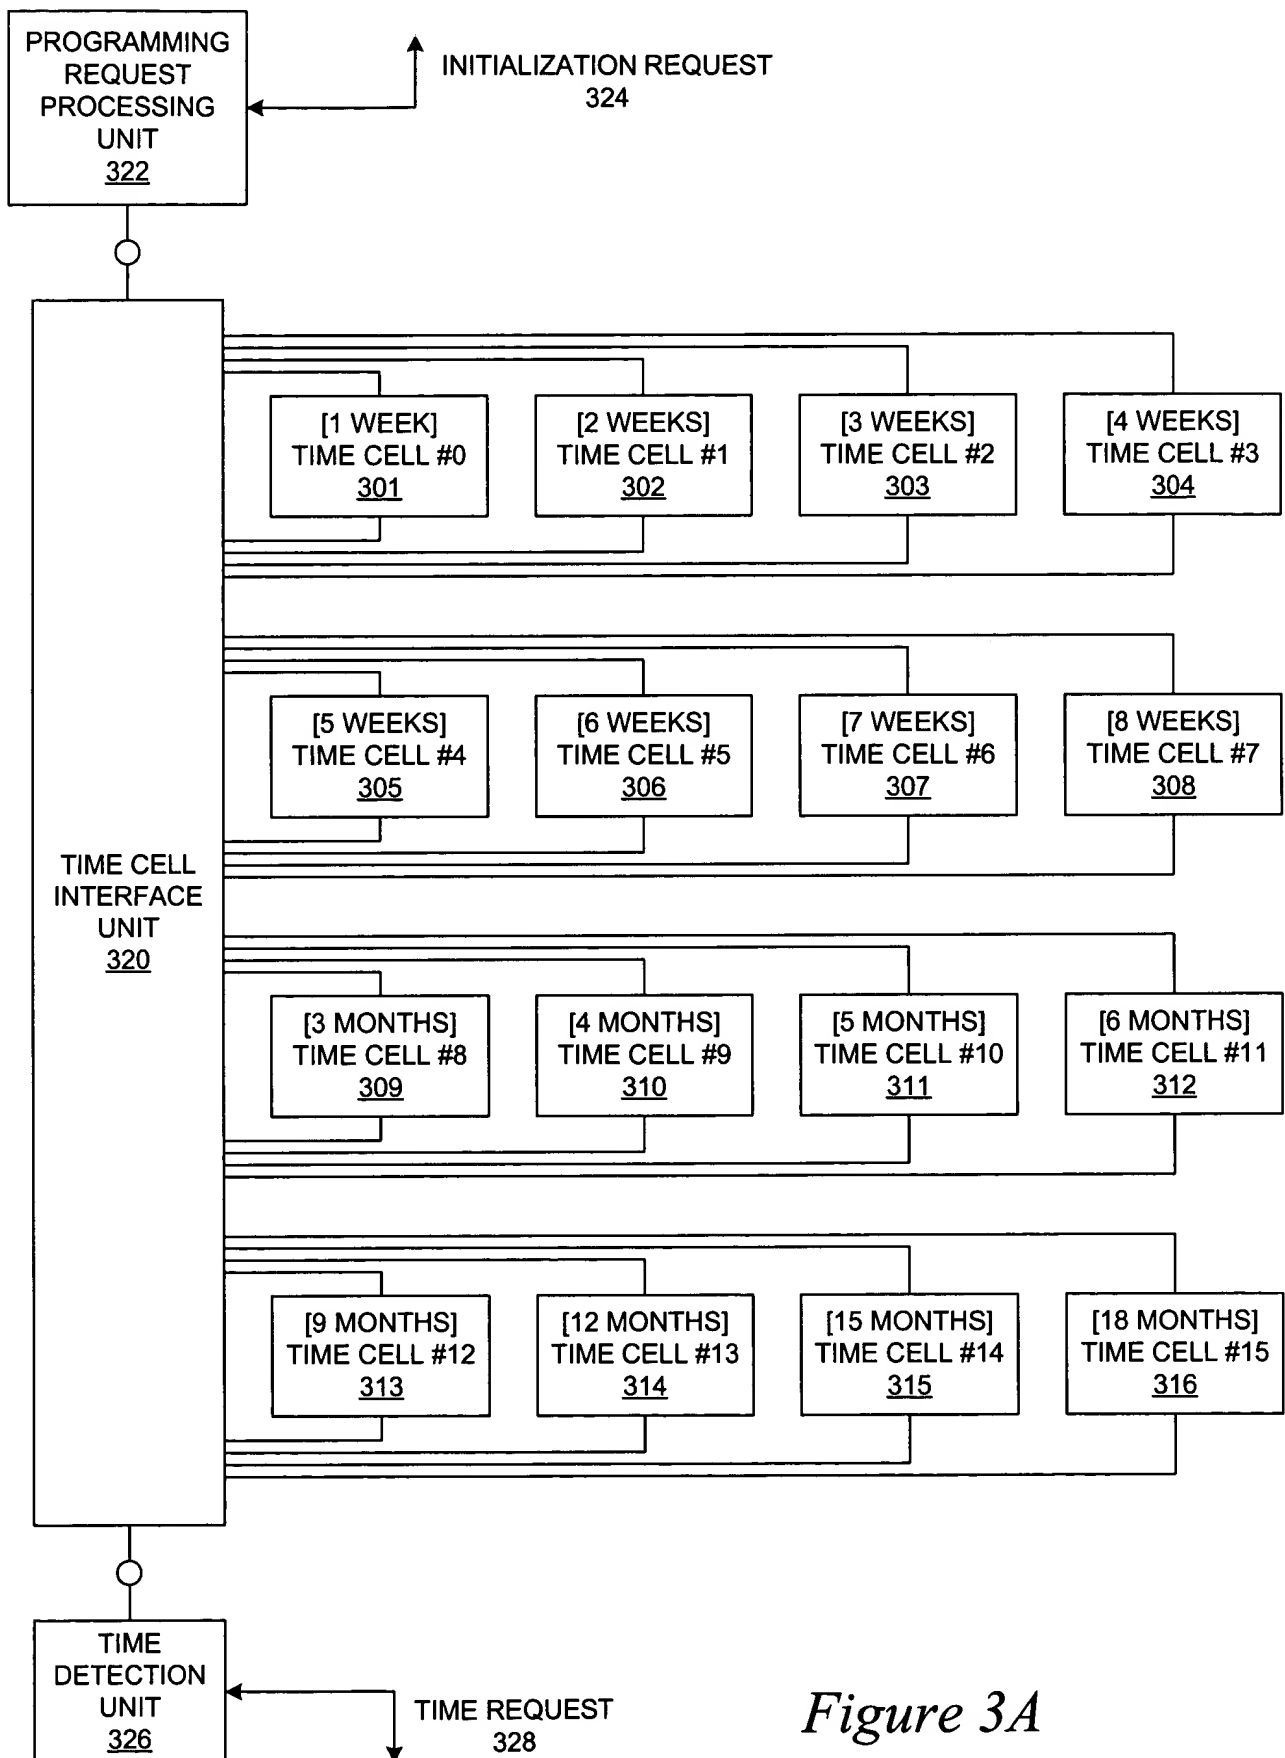 PROGRAMMING
REQUEST
PROCESSING
UNIT
322
INITIALIZATION REQUEST
324
[1 WEEK]
TIME CELL #0
301
[2 WEEKS]
TIME CELL #1
302
[3 WEEKS]
TIME CELL #2
303
[4 WEEKS]
TIME CELL #3
304
[5 WEEKS]
TIME CELL #4
305
[6 WEEKS]
TIME CELL #5
306
[7 WEEKS]
TIME CELL #6
307
[8 WEEKS]
TIME CELL #7
308
TIME CELL
INTERFACE
UNIT
320
[3 MONTHS]
TIME CELL #8
309
[4 MONTHS]
TIME CELL #9
310
[5 MONTHS]
TIME CELL #10
311
[6 MONTHS]
TIME CELL #11
312
[9 MONTHS]
TIME CELL #12
313
[12 MONTHS]
TIME CELL #13
314
[15 MONTHS]
TIME CELL #14
315
[18 MONTHS]
TIME CELL #15
316
TIME
DETECTION
UNIT
326
TIME REQUEST
328
Figure 3A